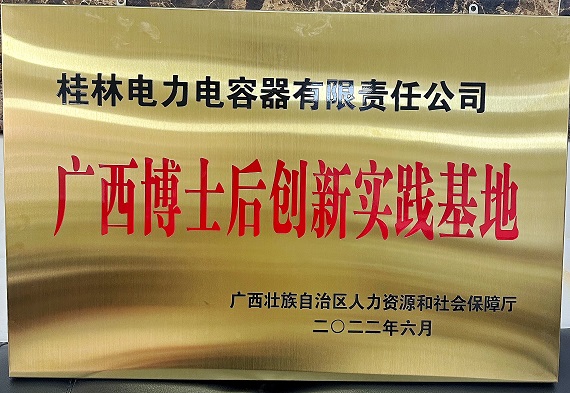 桂林电力电容器有限责任公司
广西博士后创新实践基地
广西壮族自治区人力资源和社会保障厅
二〇二二年六月